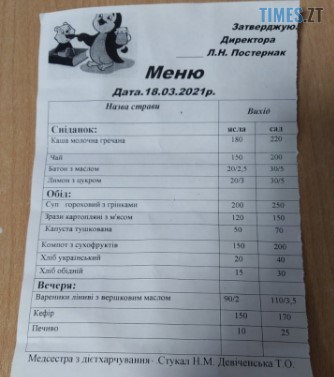 TIMES.ZT
Затверджую:
Директора
Л.Н. Постернак
Меню
Дата.18.03.2021р.
Назва страви Вихід
Сніданок: ясла сад
Каша молочна гречана 180 220
Чай 150 200
Батон з маслом 20/2,5 30/5
Лимон з цукром 20/3 30/5
Обід:
Суп гороховий з грінками 200 250
Зрази картопляні з м'ясом 120 150
Капуста тушкована 50 70
Компот з сухофруктів 150 200
Хліб український 20 40
Хліб обідній 15 30
Вечеря:
Вареники ліниві з вершковим маслом 90/2 110/3,5
Кефір 150 170
Печиво 10 25
Медсестра з дієтхарчування- Стукал Н.М. Девіченська Т.О.